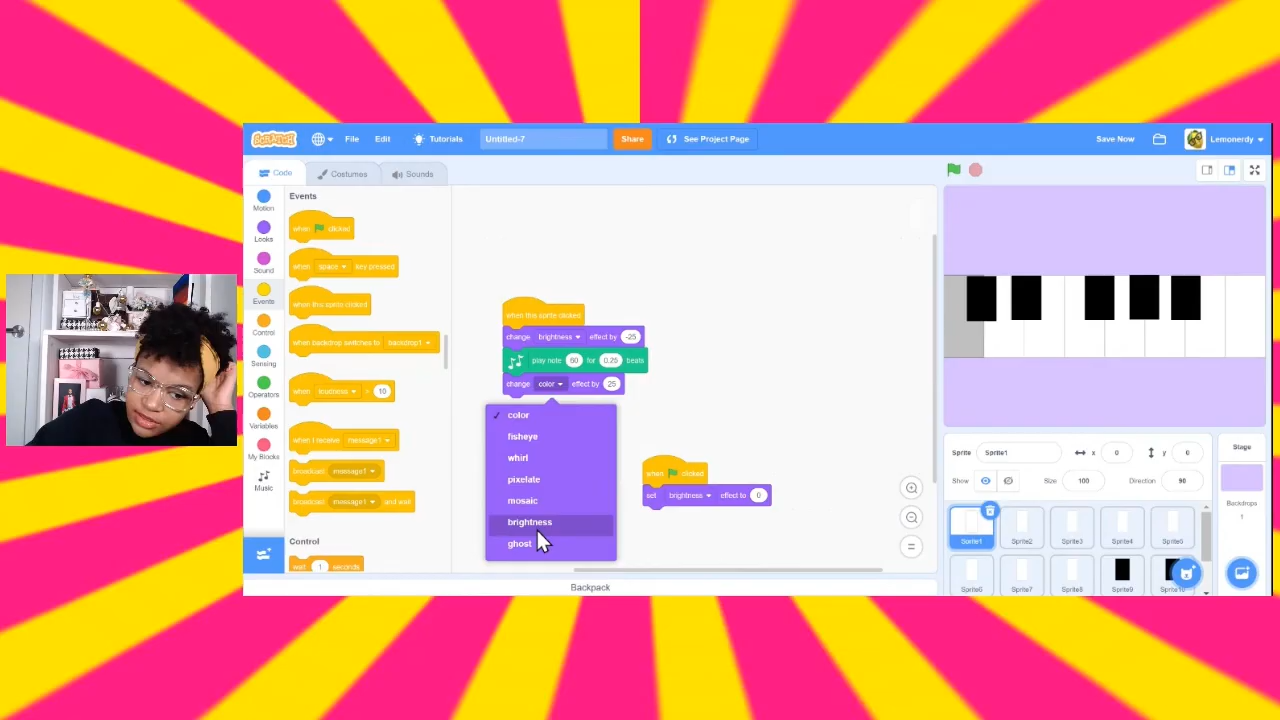 SCRATCH File Edit Tutorials Untitled-7 Share See Project Page Save Now Lemonerdy
Code Costumes Sounds
Motion
Looks
Sound
Events
Control
Sensing
Operators
Variables
My Blocks
Music
Events
when clicked
when space key pressed
when this sprite clicked
when backdrop switches to backdrop1
when loudness > 10
when I receive message1
broadcast message1
broadcast message1 and wait
Control
wait 1 seconds
when this sprite clicked
change brightness effect by -25
play note 60 for 0.25 beats
change color effect by 25
✓ color
fisheye
whirl
pixelate
mosaic
brightness
ghost
when clicked
set brightness effect to 0
Backpack
Sprite Sprite1 x 0 y 0
Show Size 100 Direction 90
Sprite1 Sprite2 Sprite3 Sprite4 Sprite5
Sprite6 Sprite7 Sprite8 Sprite9 Sprite10
Stage
Backdrops
1